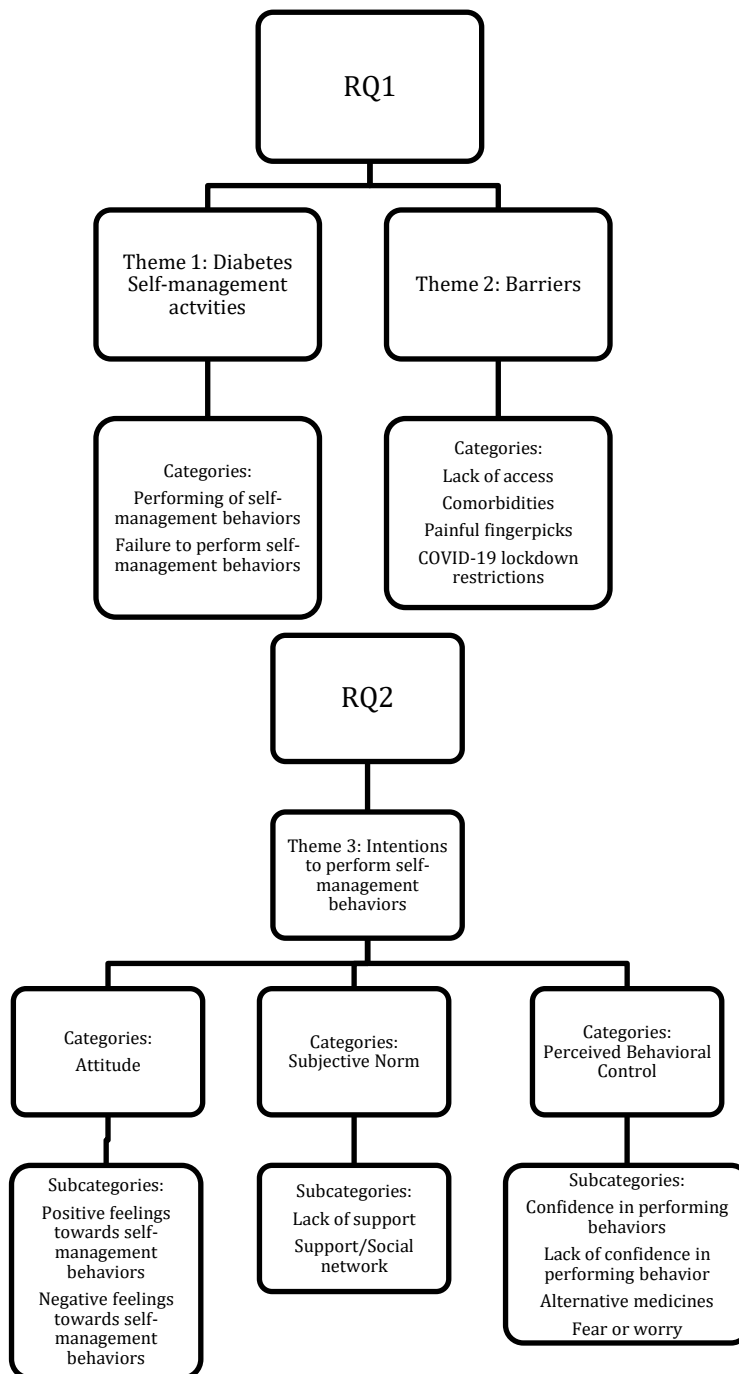 RQ1
Theme 1: Diabetes
Self-management
actvities
Theme 2: Barriers
Categories:
Performing of self-
management behaviors
Failure to perform self-
management behaviors
Categories:
Lack of access
Comorbidities
Painful fingerpicks
COVID-19 lockdown
restrictions
RQ2
Theme 3: Intentions
to perform self-
management
behaviors
Categories:
Attitude
Categories:
Subjective Norm
Categories:
Perceived Behavioral
Control
Subcategories:
Positive feelings
towards self-
management
behaviors
Negative feelings
towards self-
management
behaviors
Subcategories:
Lack of support
Support/Social
network
Subcategories:
Confidence in performing
behaviors
Lack of confidence in
performing behavior
Alternative medicines
Fear or worry